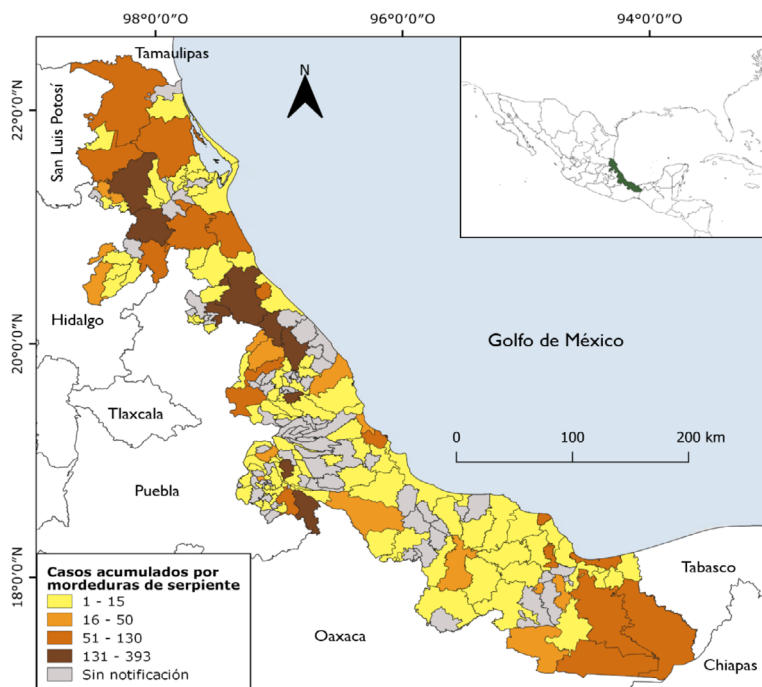 98°0'0"O
96°0'0"O
94°0'0"O
Tamaulipas
N
22°0'0"N
San Luis Potosí
Hidalgo
20°0'0"N
Golfo de México
Tlaxcala
0 100 200 km
Puebla
18°0'0"N
Casos acumulados por
mordeduras de serpiente
1 - 15
16 - 50
51 - 130
131 - 393
Sin notificación
Oaxaca
Tabasco
Chiapas